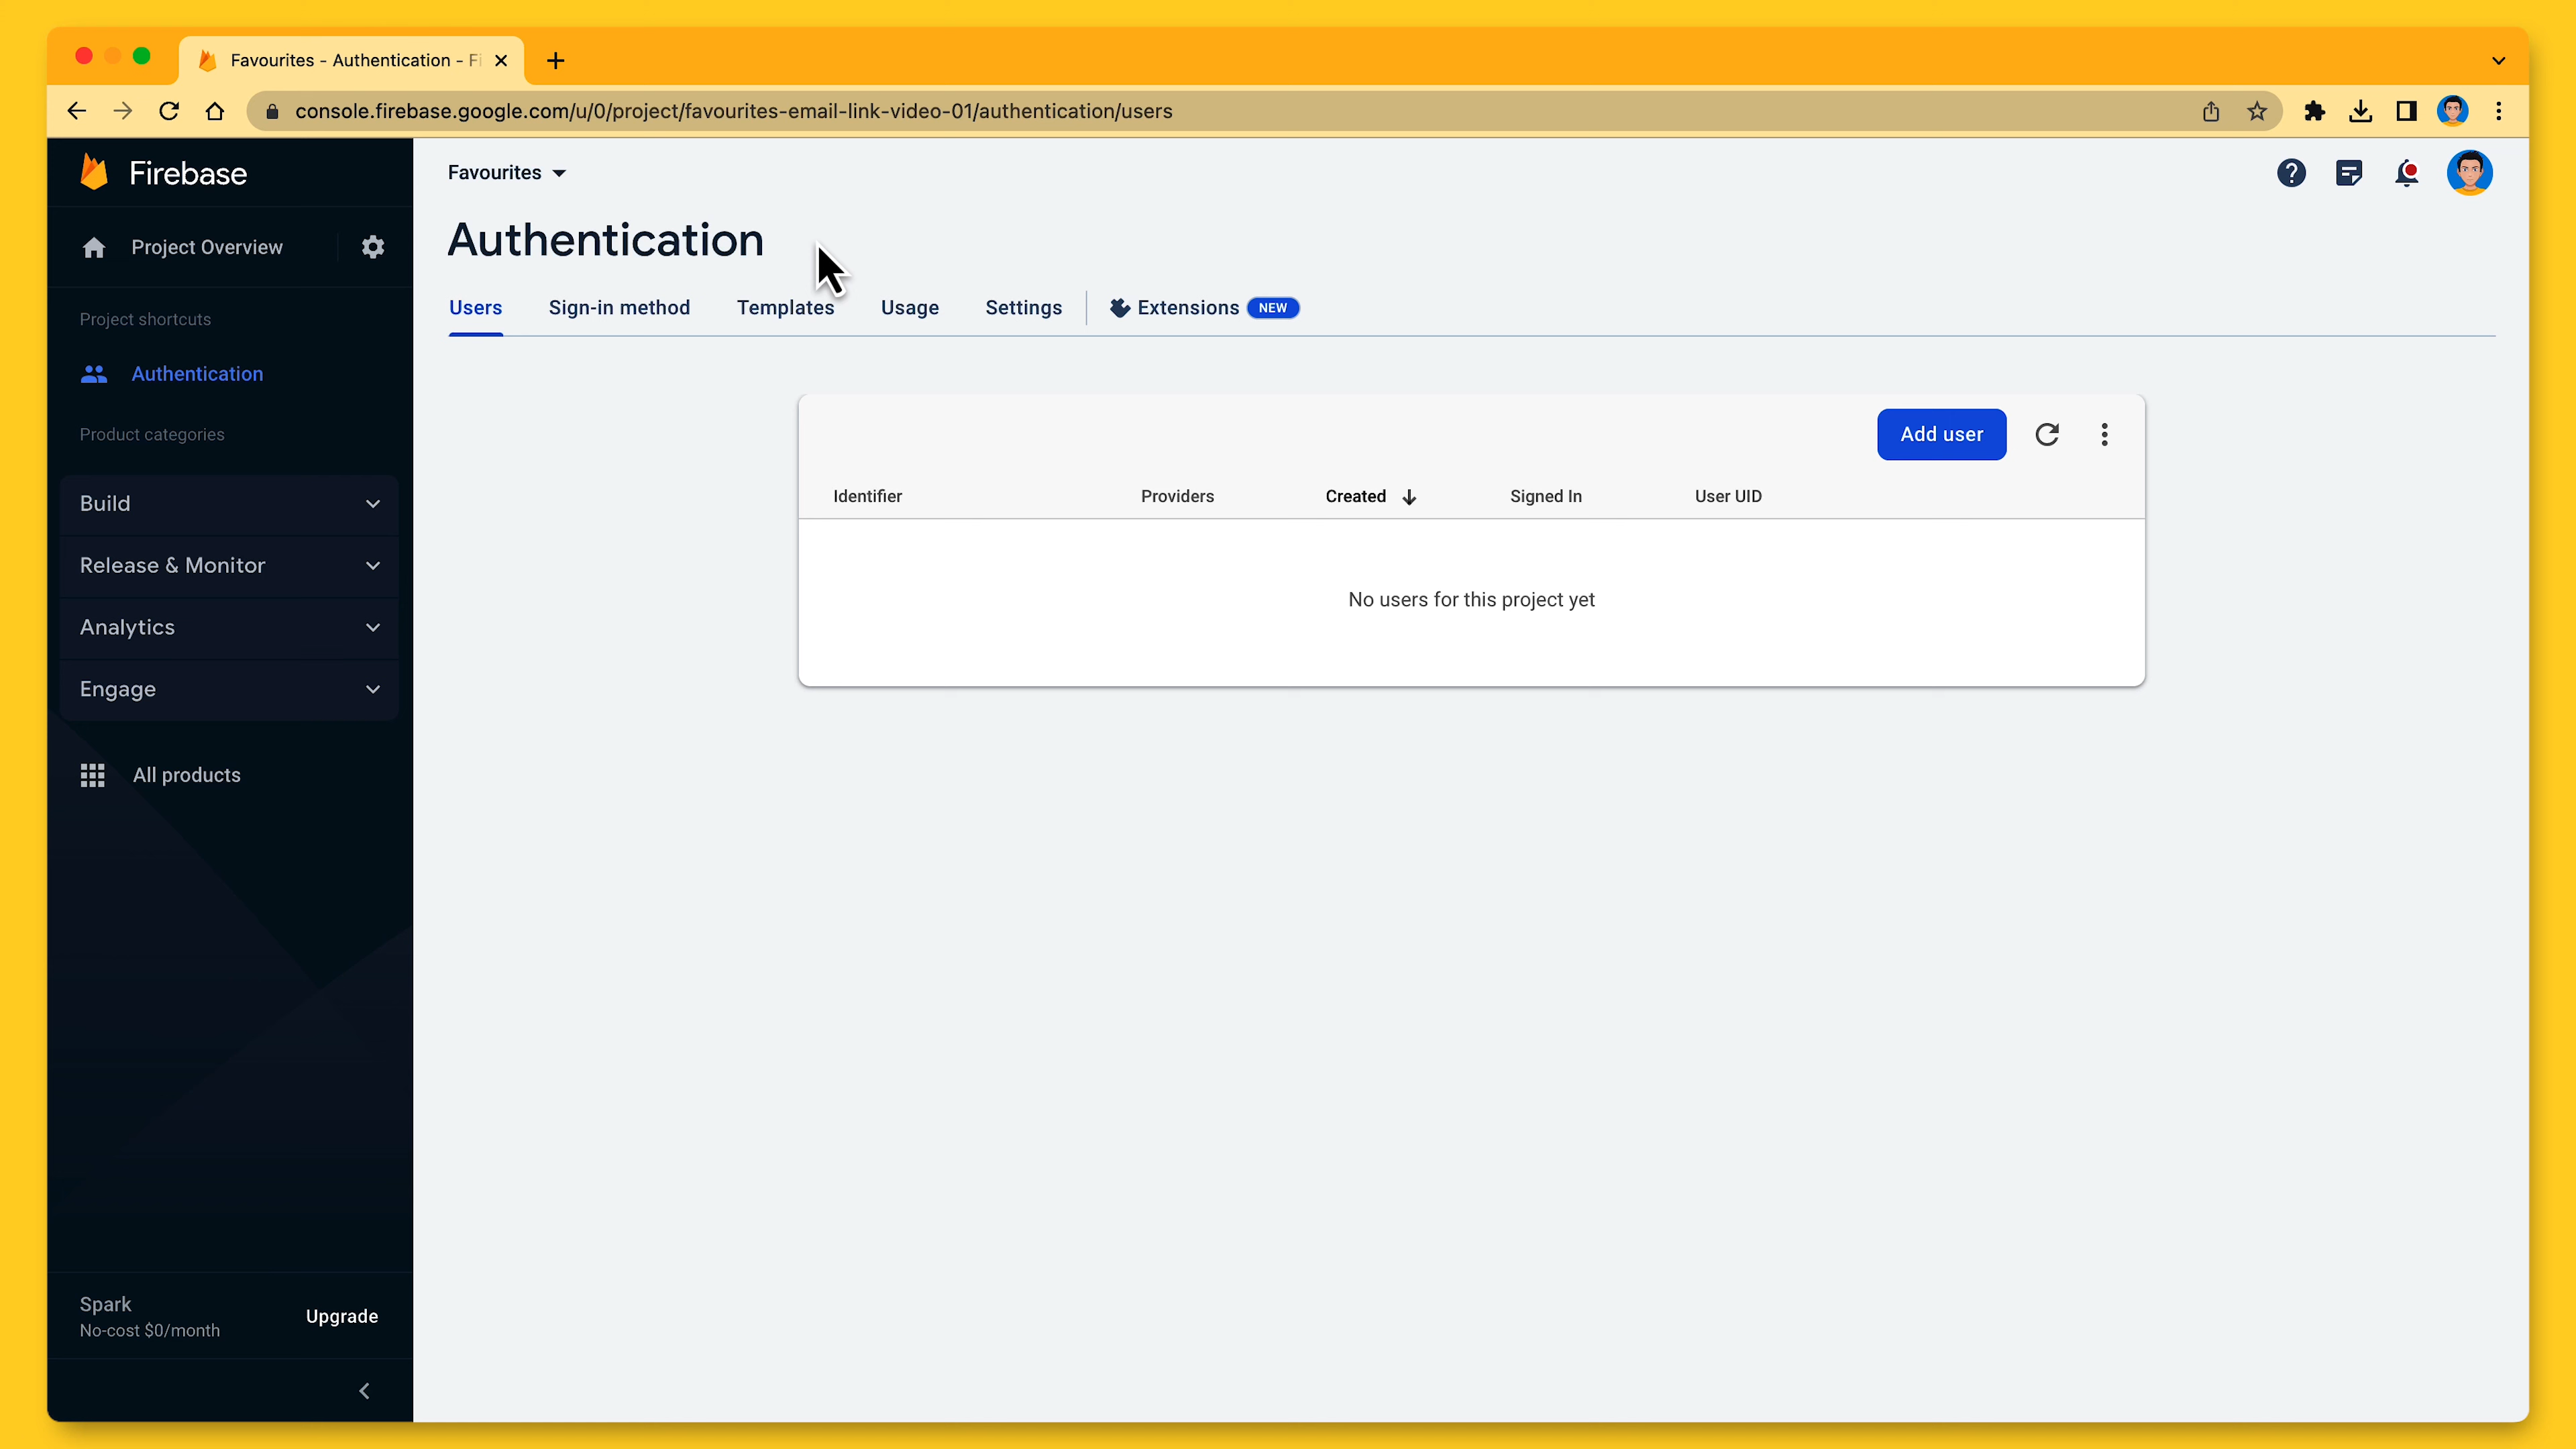 Favourites - Authentication - Fi
console.firebase.google.com/u/0/project/favourites-email-link-video-01/authentication/users
Firebase
Project Overview
Project shortcuts
Authentication
Product categories
Build
Release & Monitor
Analytics
Engage
All products
Spark
No-cost $0/month
Upgrade
Favourites
Authentication
Users
Sign-in method
Templates
Usage
Settings
Extensions
NEW
Add user
Identifier
Providers
Created
Signed In
User UID
No users for this project yet